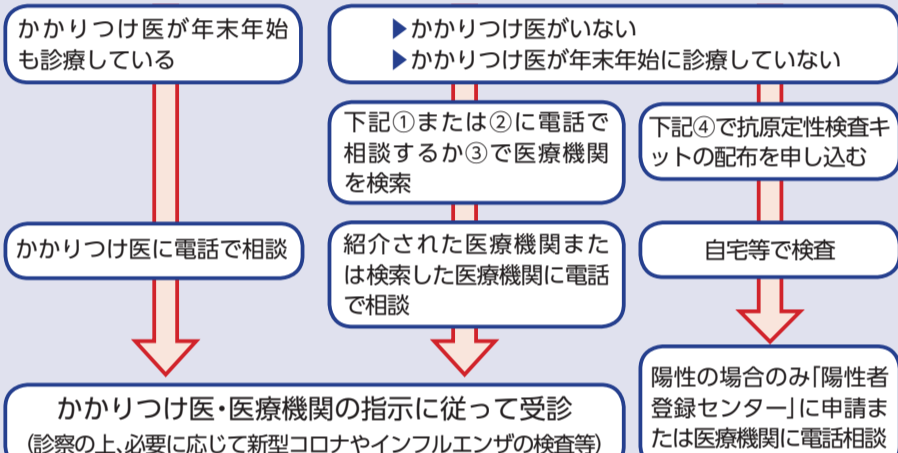 かかりつけ医が年末年始
も診療している
▶かかりつけ医がいない
▶かかりつけ医が年末年始に診療していない
下記①または②に電話で
相談するか③で医療機関
を検索
下記④で抗原定性検査キ
ットの配布を申し込む
かかりつけ医に電話で相談
紹介された医療機関また
は検索した医療機関に電話
で相談
自宅等で検査
かかりつけ医・医療機関の指示に従って受診
(診察の上、必要に応じて新型コロナやインフルエンザの検査等)
陽性の場合のみ「陽性者
登録センター」に申請ま
たは医療機関に電話相談